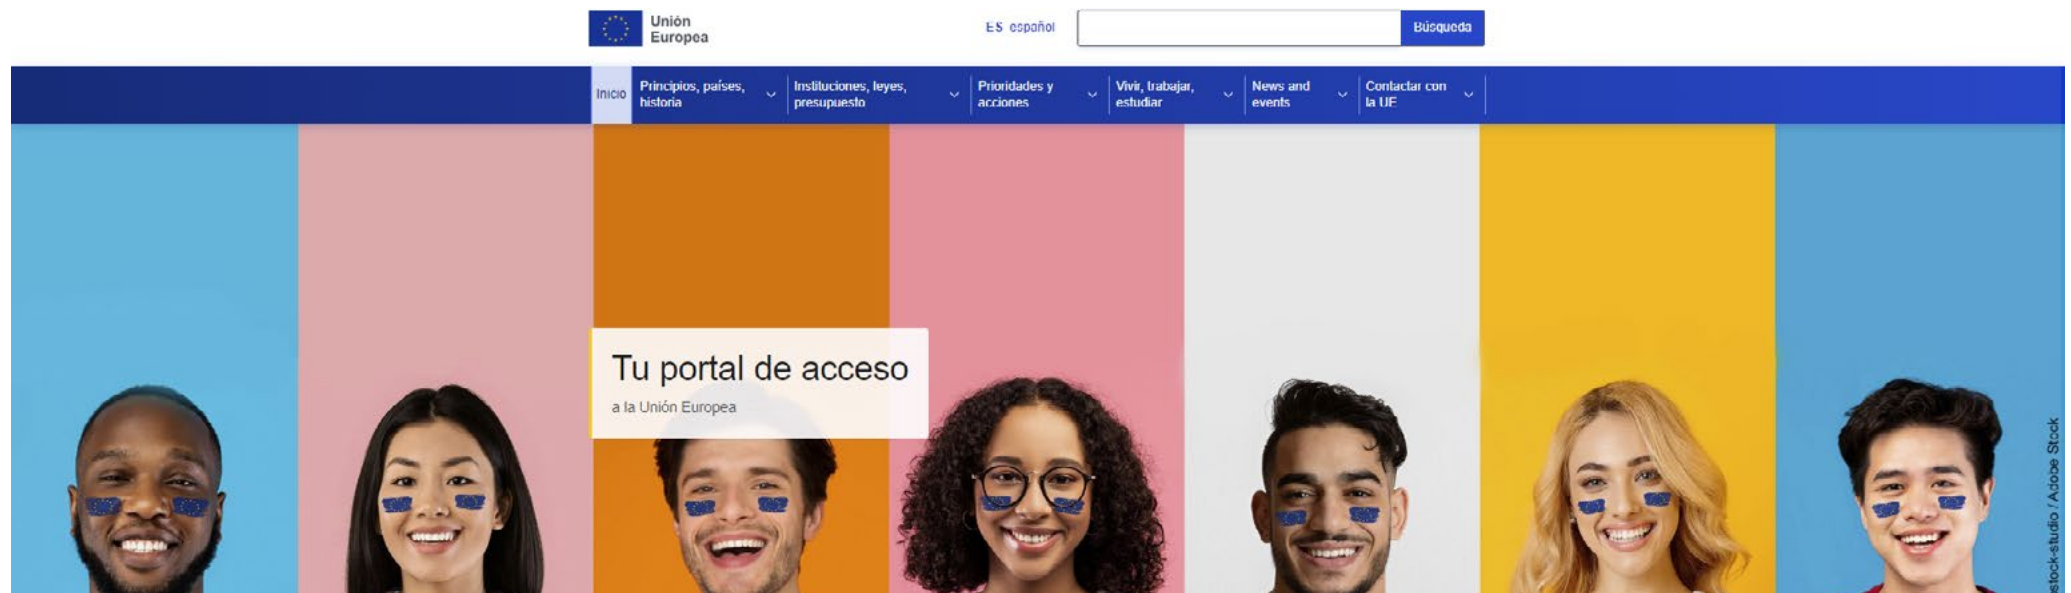 Unión
Europea
ES español
Búsqueda
Inicio
Principios, países,
historia
Instituciones, leyes,
presupuesto
Prioridades y
acciones
Vivir, trabajar,
estudiar
News and
events
Contactar con
la UE
Tu portal de acceso
a la Unión Europea
stock-studio / Adobe Stock